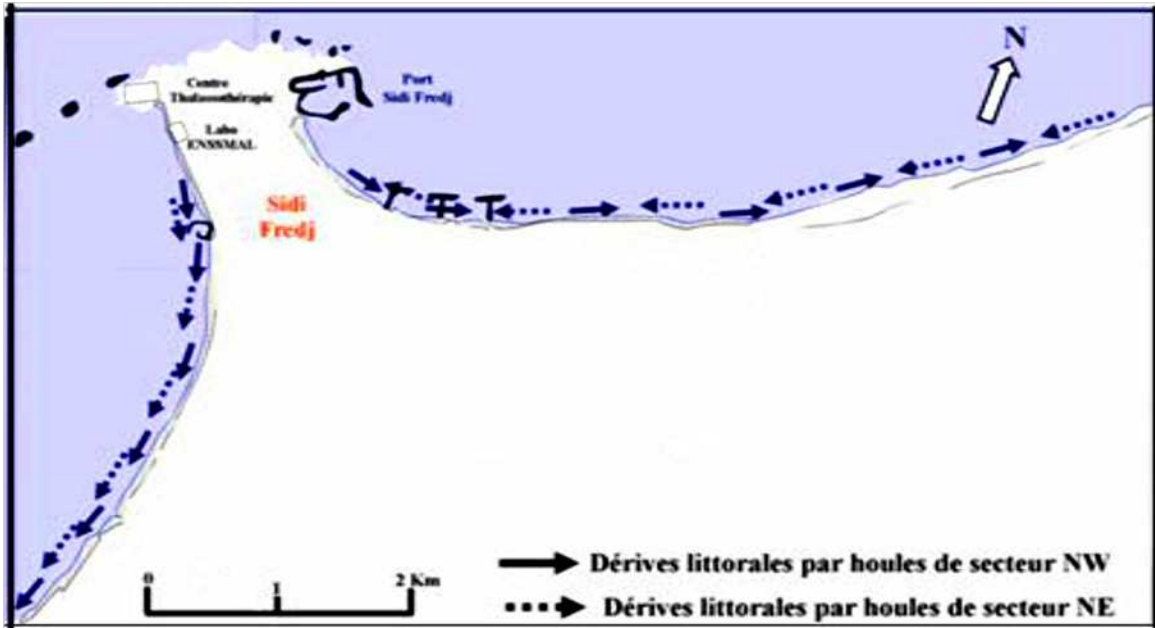 N
Centre
Thalassothérapie
Port
Sidi Fredj
Labo
ENSSMAL
Sidi
Fredj
0 1 2 Km
Dérives littorales par houles de secteur NW
Dérives littorales par houles de secteur NE